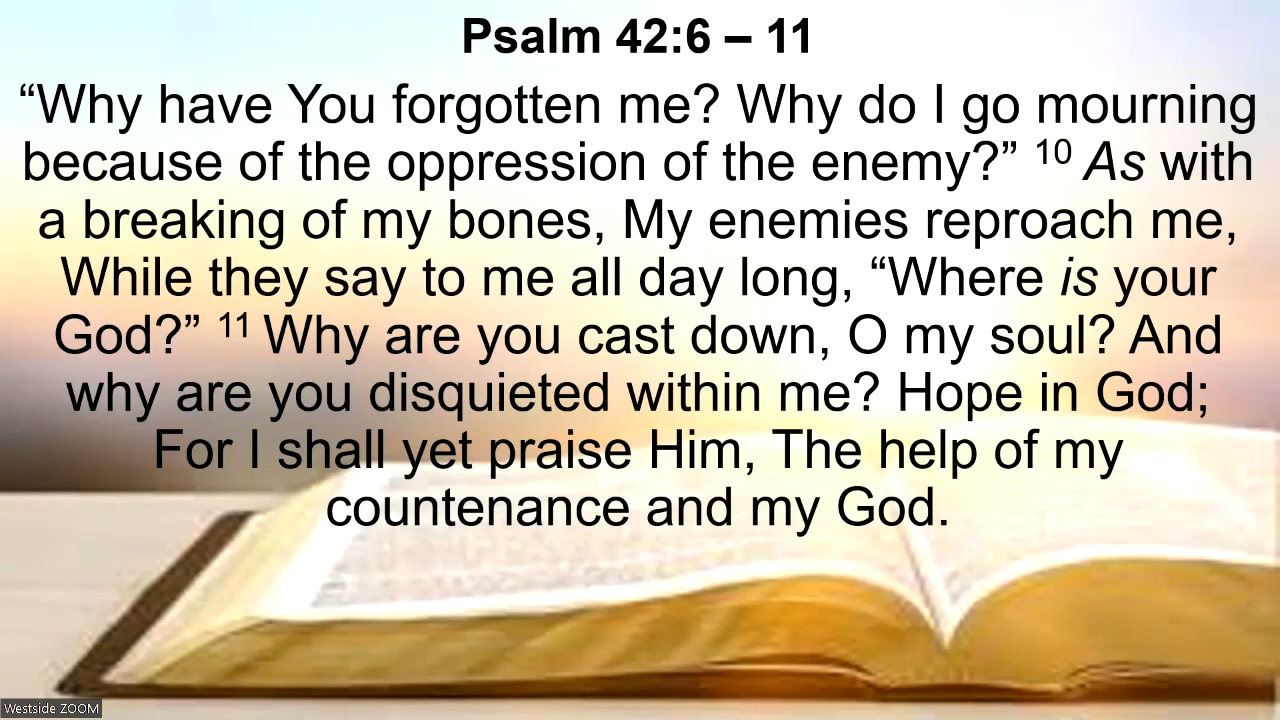 Psalm 42:6 – 11
“Why have You forgotten me? Why do I go mourning
because of the oppression of the enemy?” 10 As with
a breaking of my bones, My enemies reproach me,
While they say to me all day long, “Where is your
God?” 11 Why are you cast down, O my soul? And
why are you disquieted within me? Hope in God;
For I shall yet praise Him, The help of my
countenance and my God.
Westside ZOOM